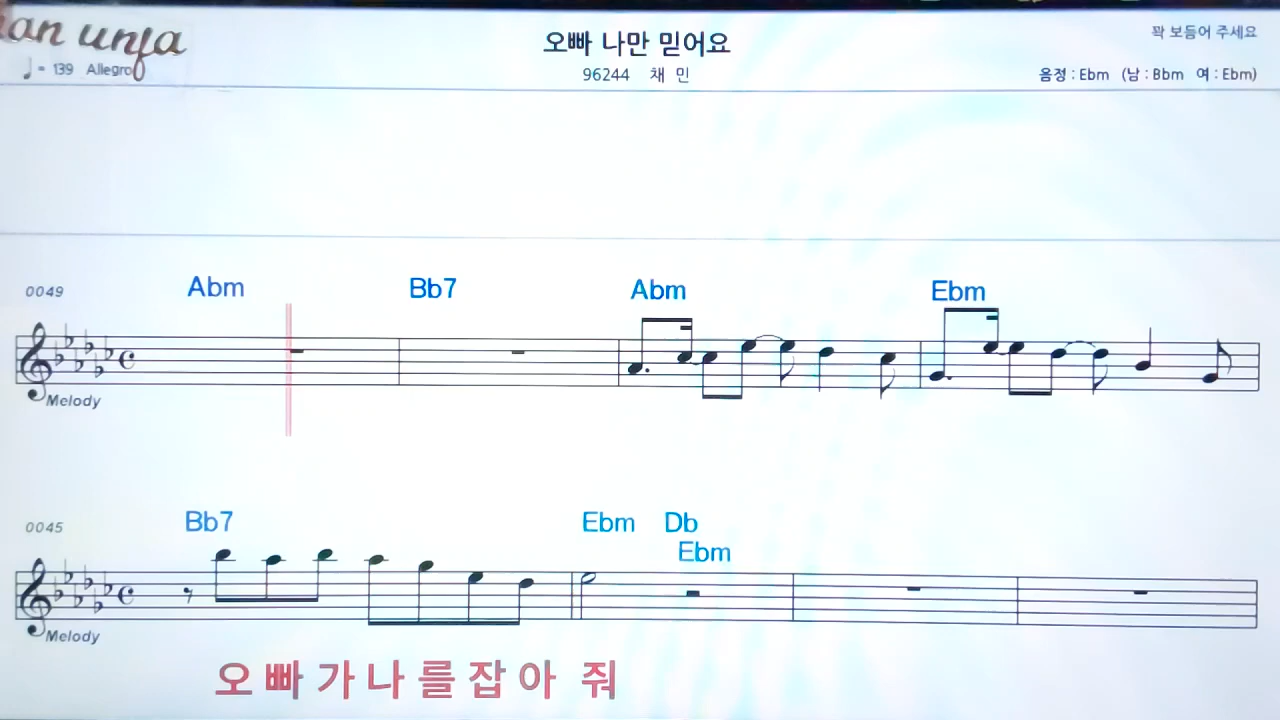 오빠 나만 믿어요
꽉 보듬어 주세요
♩ = 139 Allegro
96244 채 민
음정 : Ebm (남 : Bbm 여 : Ebm)
0049
Abm Bb7 Abm Ebm
Melody
0045
Bb7 Ebm Db
Ebm
Melody
오 빠 가 나 를 잡 아 줘